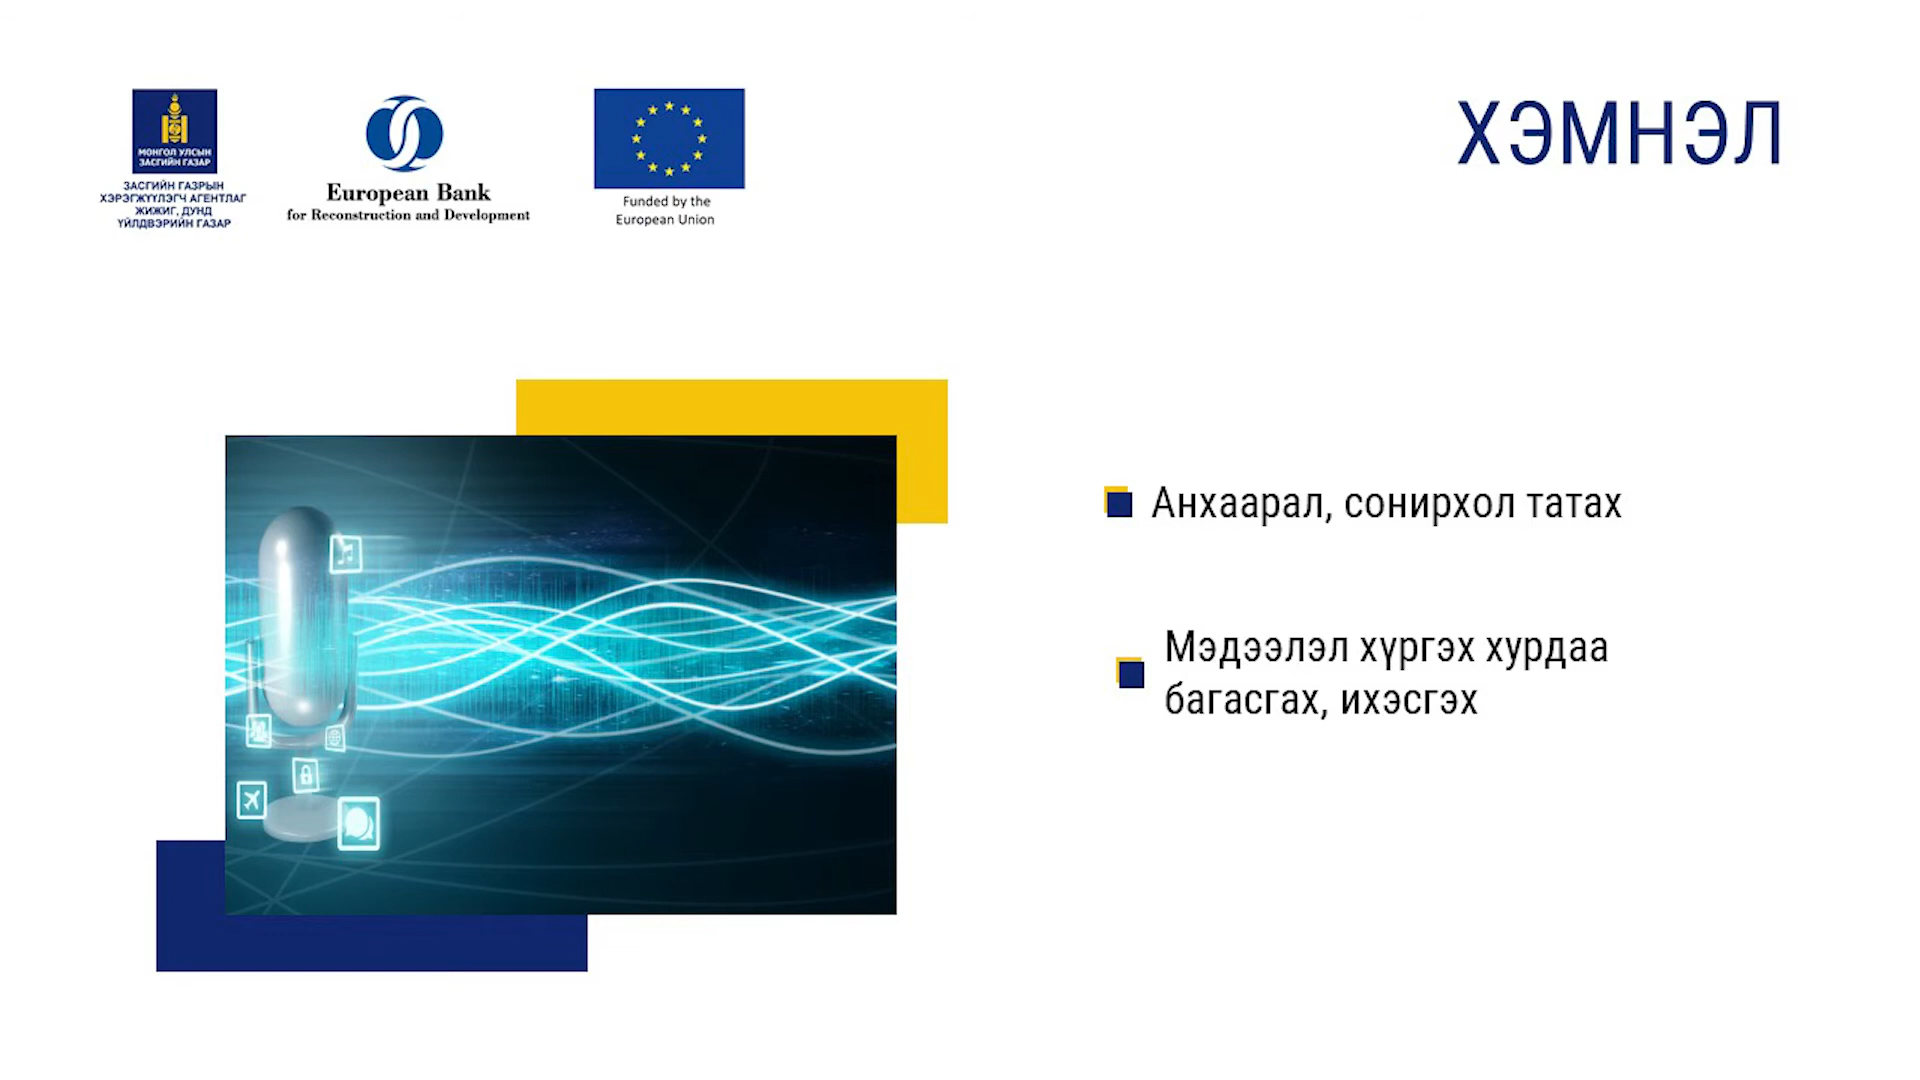 МОНГОЛ УЛСЫН
ЗАСГИЙН ГАЗАР
ЗАСГИЙН ГАЗРЫН
ХЭРЭГЖҮҮЛЭГЧ АГЕНТЛАГ
ЖИЖИГ, ДУНД
ҮЙЛДВЭРИЙН ГАЗАР
European Bank
for Reconstruction and Development
Funded by the
European Union
ХЭМНЭЛ
Анхаарал, сонирхол татах
Мэдээлэл хүргэх хурдаа
багасгах, ихэсгэх